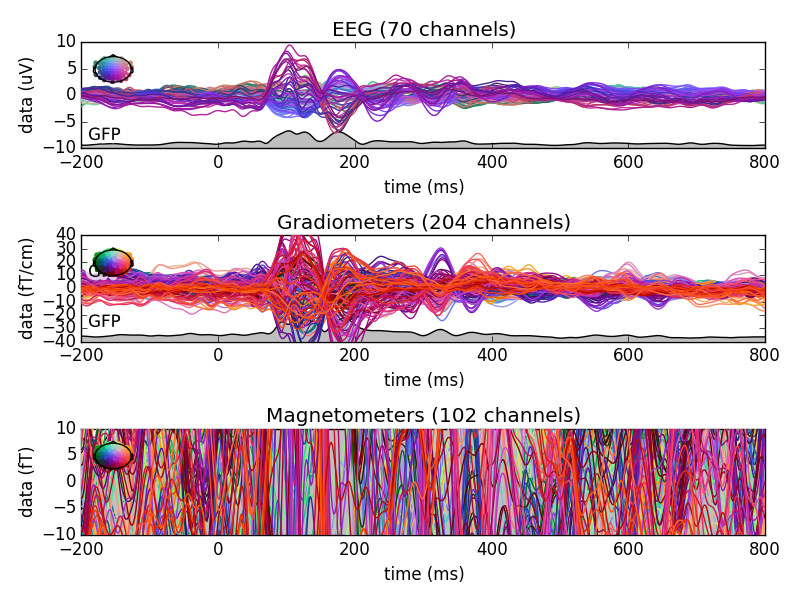 EEG (70 channels)
data (uV)
10
5
0
−5
−10
GFP
−200 0 200 400 600 800
time (ms)
Gradiometers (204 channels)
data (fT/cm)
40
30
20
10
0
−10
−20
−30
−40
GFP
−200 0 200 400 600 800
time (ms)
Magnetometers (102 channels)
data (fT)
10
5
0
−5
−10
−200 0 200 400 600 800
time (ms)